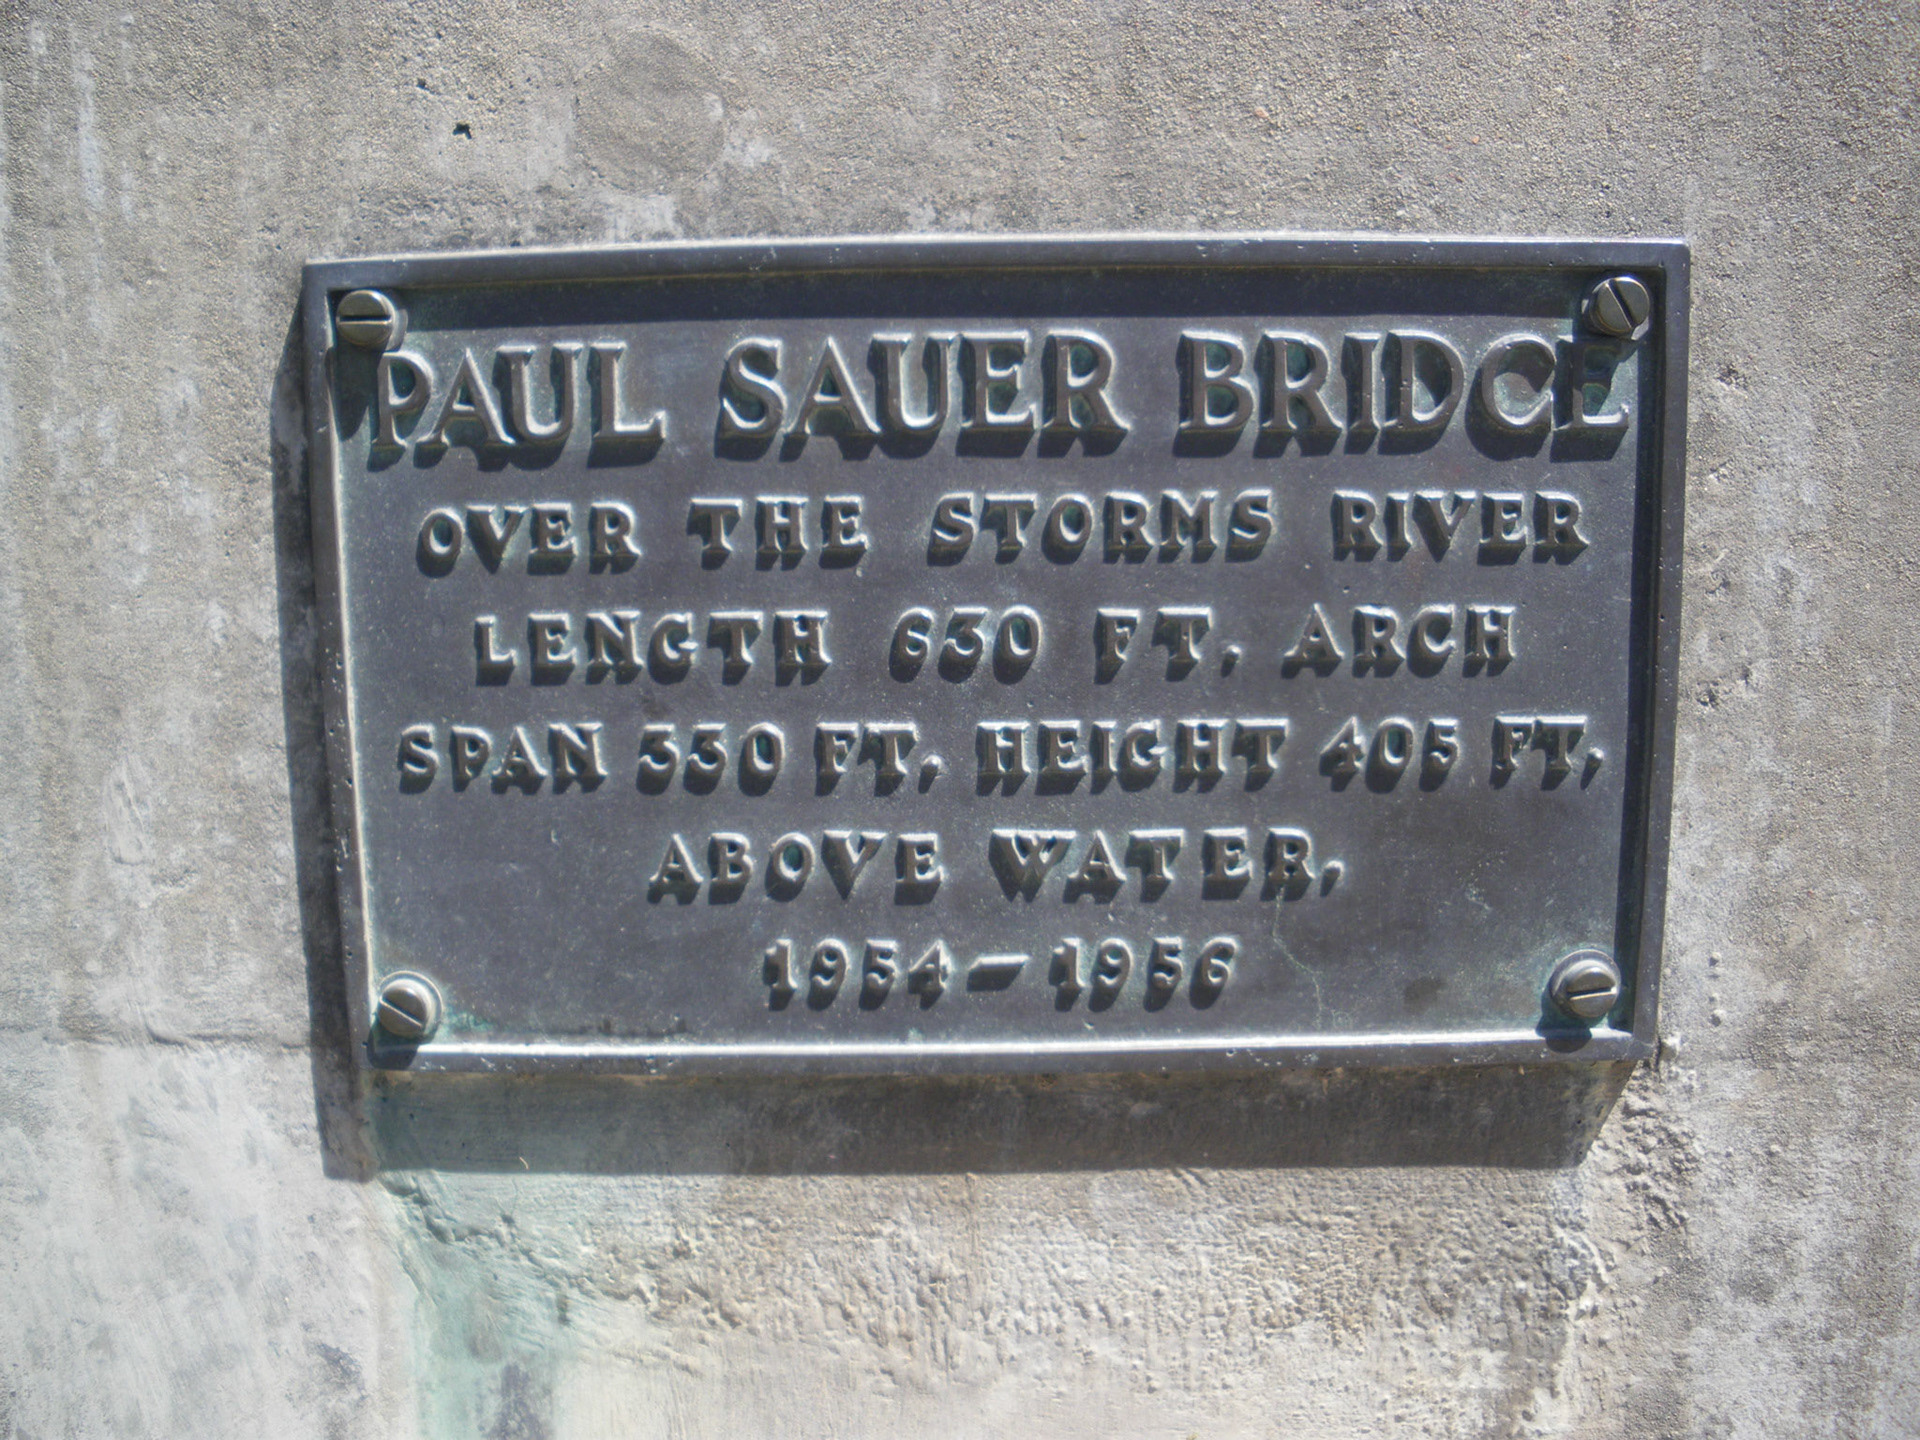 PAUL SAUER BRIDGE
OVER THE STORMS RIVER
LENGTH 630 FT. ARCH
SPAN 330 FT. HEIGHT 405 FT.
ABOVE WATER.
1954-1956